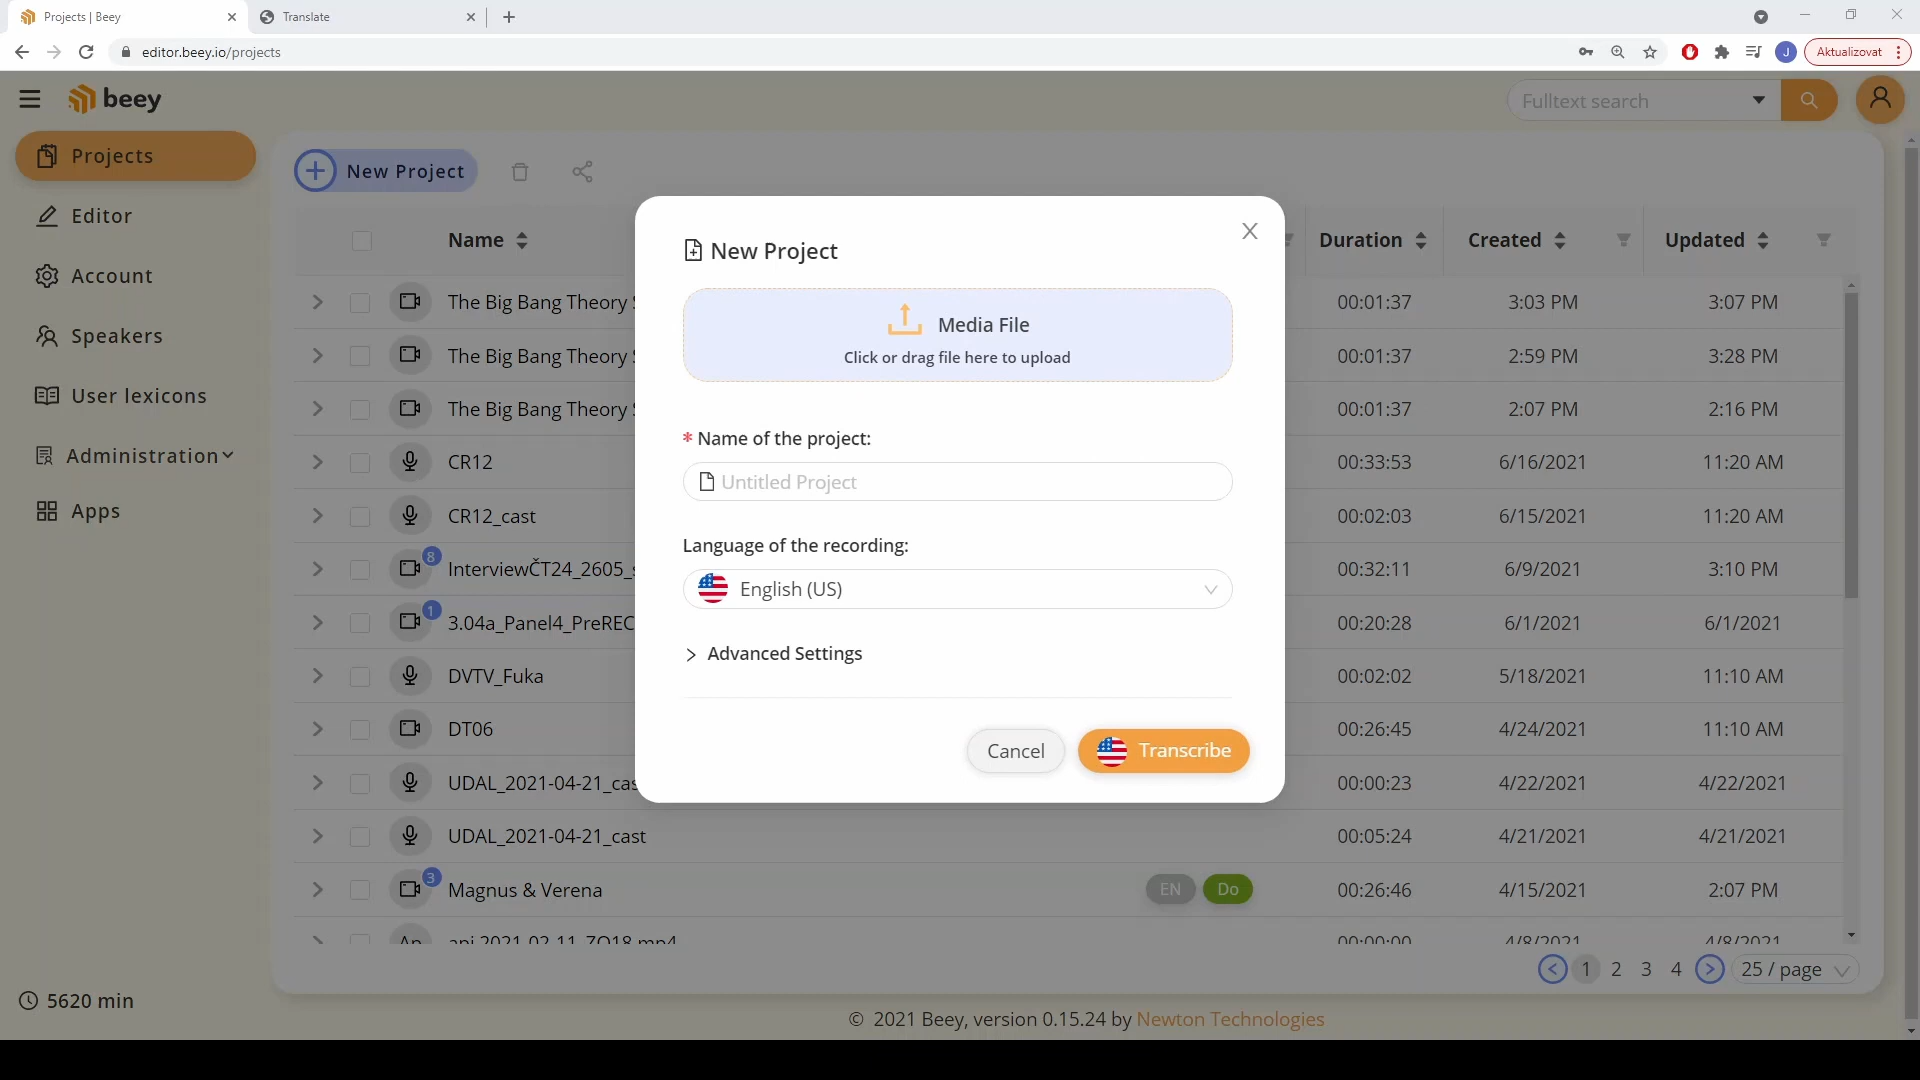 Projects | Beey
Translate
editor.beey.io/projects
J
Aktualizovat
beey
Fulltext search
Projects
Editor
Account
Speakers
User lexicons
Administration
Apps
5620 min
New Project
Name
Duration
Created
Updated
The Big Bang Theory
00:01:37
3:03 PM
3:07 PM
The Big Bang Theory
00:01:37
2:59 PM
3:28 PM
The Big Bang Theory
00:01:37
2:07 PM
2:16 PM
CR12
00:33:53
6/16/2021
11:20 AM
CR12_cast
00:02:03
6/15/2021
11:20 AM
8
InterviewČT24_2605_
00:32:11
6/9/2021
3:10 PM
1
3.04a_Panel4_PreREC
00:20:28
6/1/2021
6/1/2021
DVTV_Fuka
00:02:02
5/18/2021
11:10 AM
DT06
00:26:45
4/24/2021
11:10 AM
UDAL_2021-04-21_cas
00:00:23
4/22/2021
4/22/2021
UDAL_2021-04-21_cast
00:05:24
4/21/2021
4/21/2021
3
Magnus & Verena
EN
Do
00:26:46
4/15/2021
2:07 PM
00:00:00
4/8/2021
4/8/2021
1 2 3 4
25 / page
© 2021 Beey, version 0.15.24 by Newton Technologies
New Project
X
Media File
Click or drag file here to upload
* Name of the project:
Untitled Project
Language of the recording:
English (US)
Advanced Settings
Cancel
Transcribe